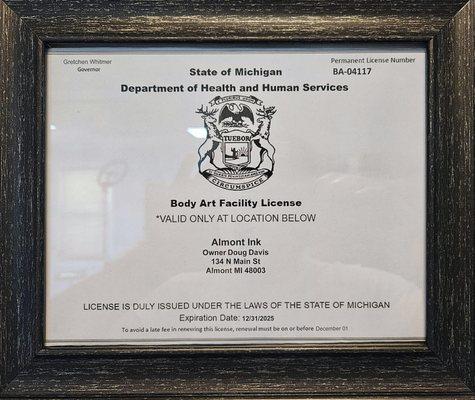 Gretchen Whitmer
Governor
Permanent License Number
BA-04117
State of Michigan
Department of Health and Human Services
TUEBOR
CIRCUMSPICE
Body Art Facility License
*VALID ONLY AT LOCATION BELOW
Almont Ink
Owner Doug Davis
134 N Main St
Almont MI 48003
LICENSE IS DULY ISSUED UNDER THE LAWS OF THE STATE OF MICHIGAN
Expiration Date: 12/31/2025
To avoid a late fee in renewing this license, renewal must be on or before December 01